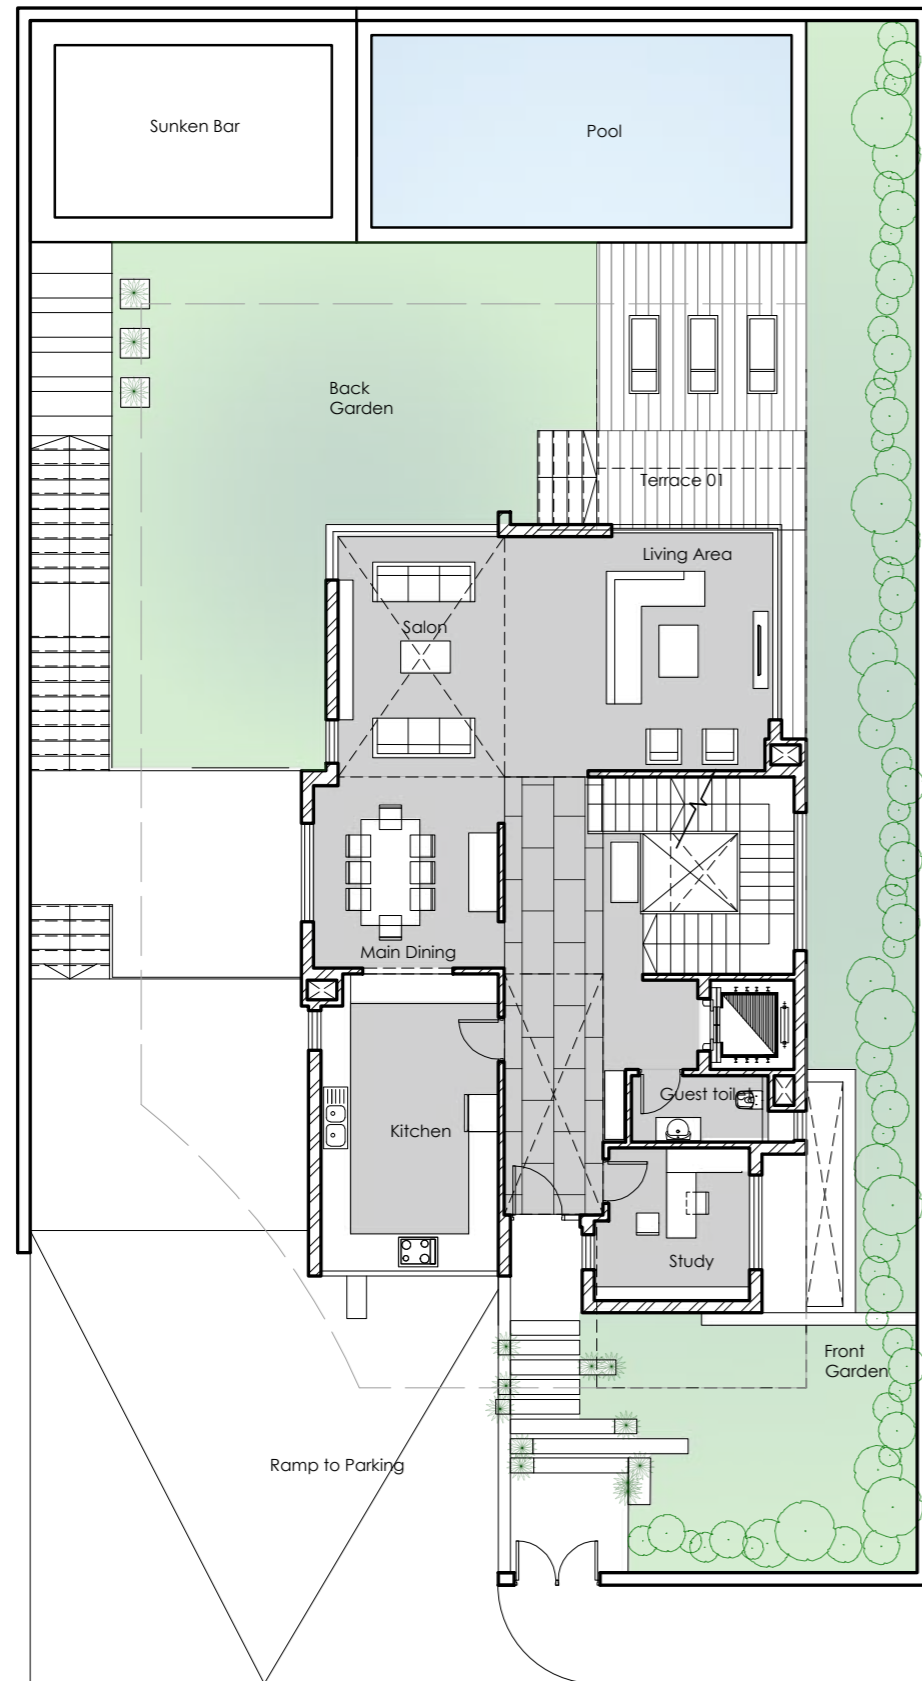 Sunken Bar
Pool
Back
Garden
Terrace 01
Living Area
Salon
Main Dining
Guest toilet
Kitchen
Study
Front
Garden
Ramp to Parking